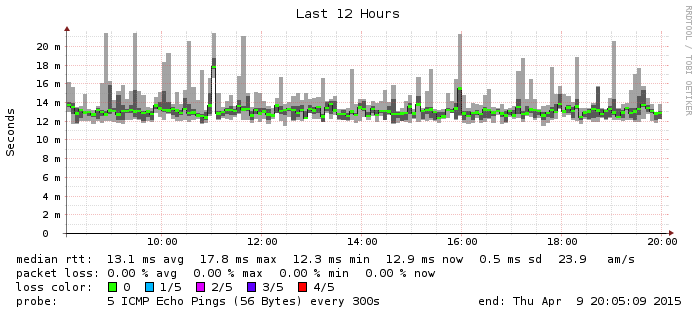 Last 12 Hours
RRDTOOL / TOBI OETIKER
Seconds
20 m
18 m
16 m
14 m
12 m
10 m
8 m
6 m
4 m
2 m
0
10:00 12:00 14:00 16:00 18:00 20:00
median rtt: 13.1 ms avg 17.8 ms max 12.3 ms min 12.9 ms now 0.5 ms sd 23.9 am/s
packet loss: 0.00 % avg 0.00 % max 0.00 % min 0.00 % now
loss color: 0 1/5 2/5 3/5 4/5
probe: 5 ICMP Echo Pings (56 Bytes) every 300s end: Thu Apr 9 20:05:09 2015